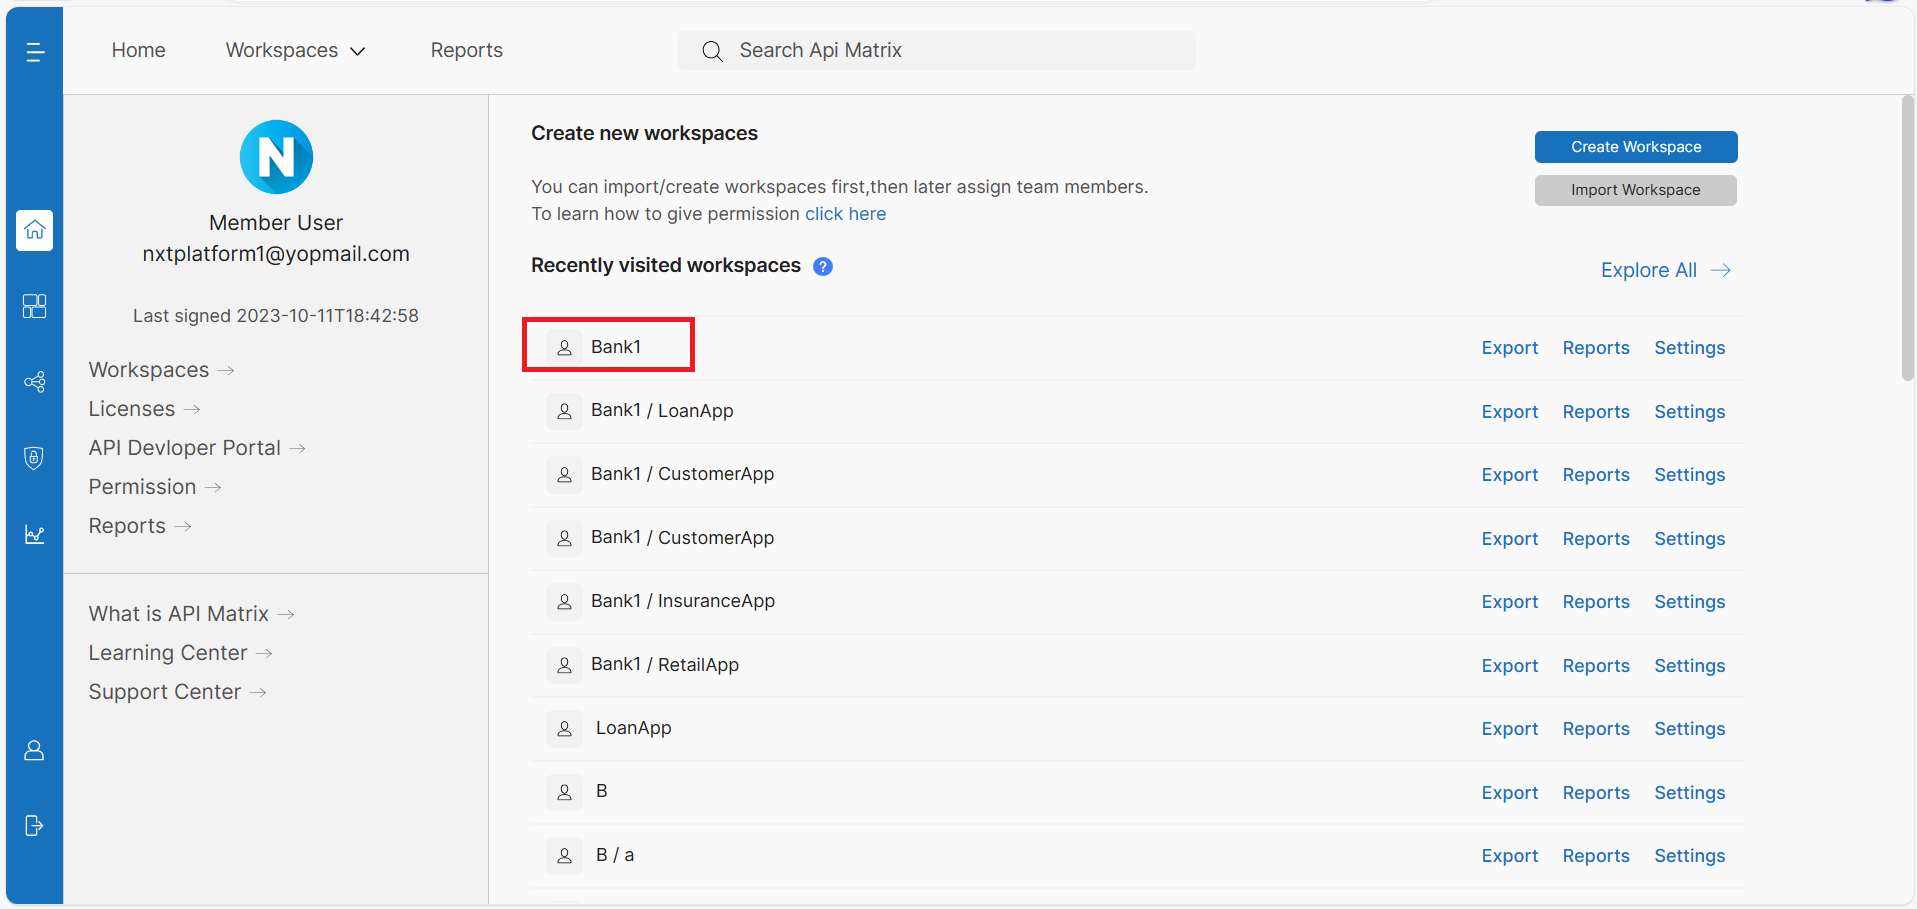 Home Workspaces Reports Search Api Matrix
N
Member User
nxtplatform1@yopmail.com
Last signed 2023-10-11T18:42:58
Workspaces →
Licenses →
API Devloper Portal →
Permission →
Reports →
What is API Matrix →
Learning Center →
Support Center →
Create new workspaces
You can import/create workspaces first,then later assign team members.
To learn how to give permission click here
Create Workspace
Import Workspace
Recently visited workspaces ?
Explore All →
Bank1 Export Reports Settings
Bank1 / LoanApp Export Reports Settings
Bank1 / CustomerApp Export Reports Settings
Bank1 / CustomerApp Export Reports Settings
Bank1 / InsuranceApp Export Reports Settings
Bank1 / RetailApp Export Reports Settings
LoanApp Export Reports Settings
B Export Reports Settings
B / a Export Reports Settings